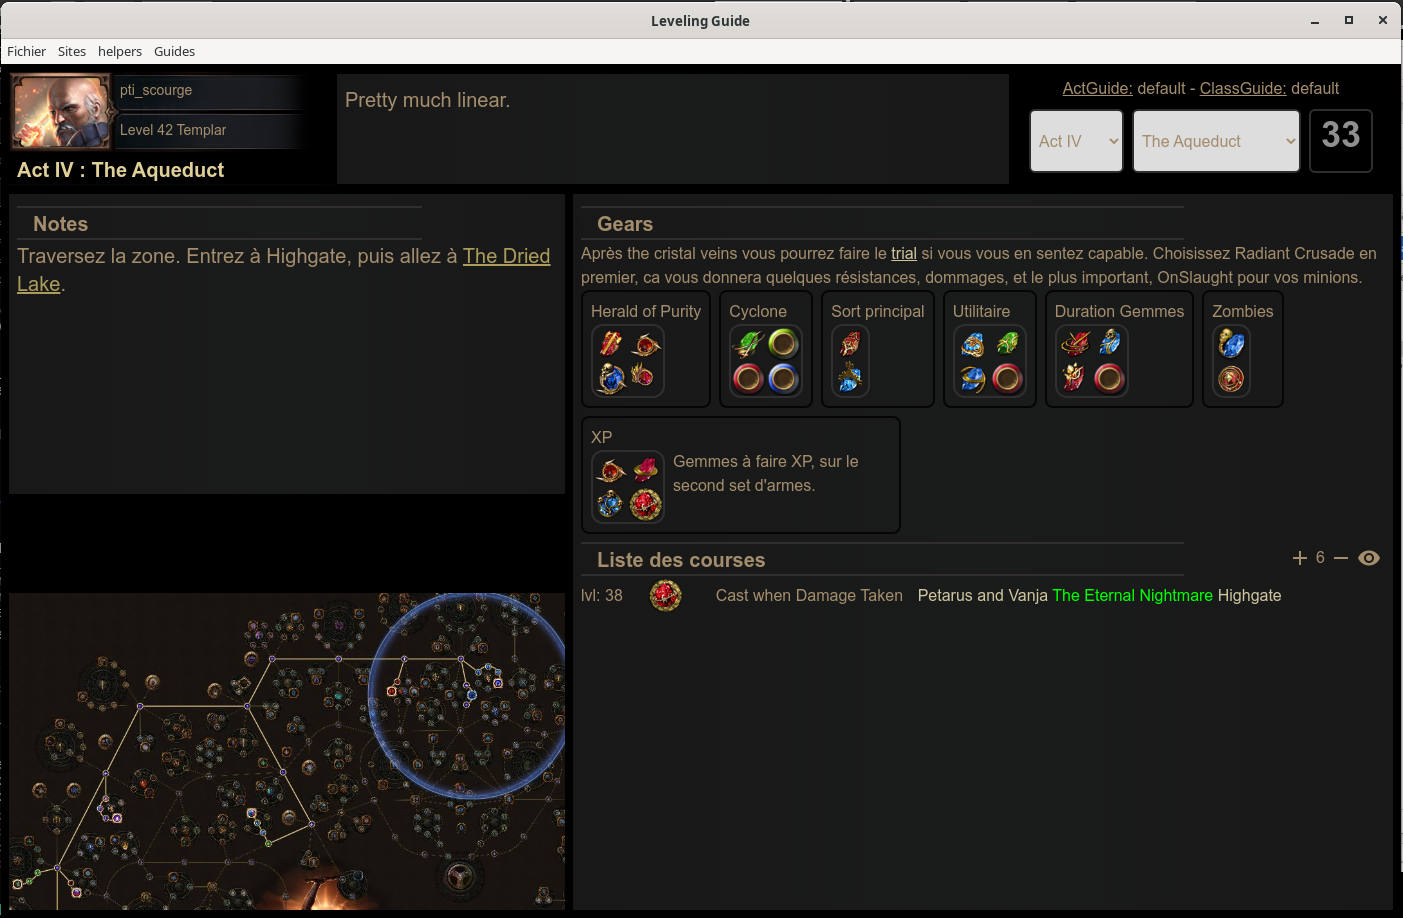 Leveling Guide
Fichier Sites helpers Guides
pti_scourge
Level 42 Templar
Act IV : The Aqueduct
Pretty much linear.
ActGuide: default - ClassGuide: default
Act IV
The Aqueduct
33
Notes
Traversez la zone. Entrez à Highgate, puis allez à The Dried
Lake.
Gears
Après the cristal veins vous pourrez faire le trial si vous vous en sentez capable. Choisissez Radiant Crusade en
premier, ca vous donnera quelques résistances, dommages, et le plus important, OnSlaught pour vos minions.
Herald of Purity
Cyclone
Sort principal
Utilitaire
Duration Gemmes
Zombies
XP
Gemmes à faire XP, sur le
second set d'armes.
Liste des courses
6
lvl: 38 Cast when Damage Taken Petarus and Vanja The Eternal Nightmare Highgate